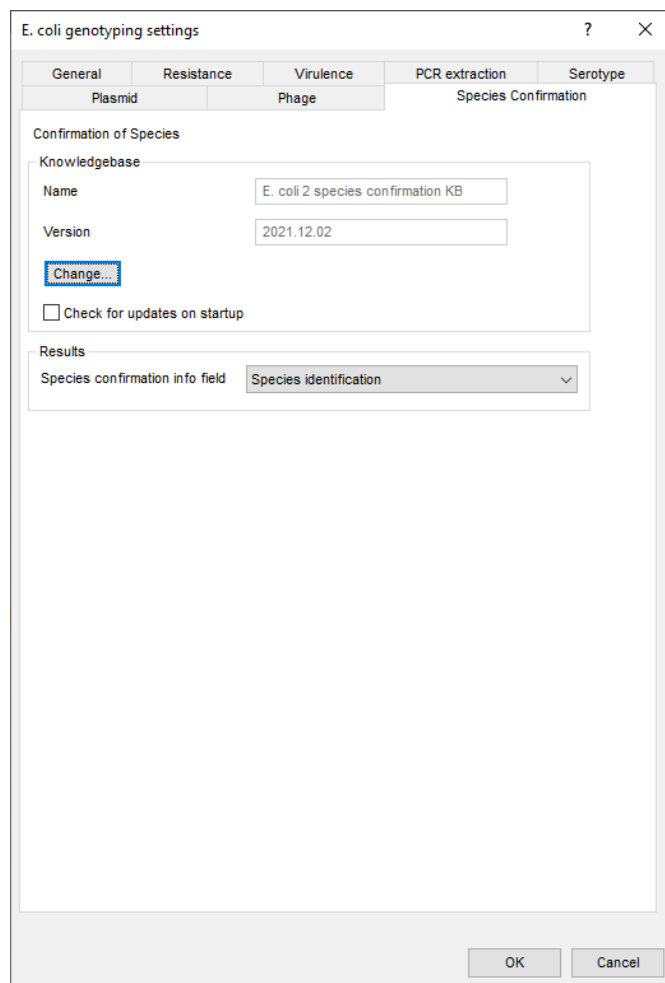 E. coli genotyping settings ? ×
General Resistance Virulence PCR extraction Serotype
Plasmid Phage Species Confirmation
Confirmation of Species
Knowledgebase
Name E. coli 2 species confirmation KB
Version 2021.12.02
Change...
Check for updates on startup
Results
Species confirmation info field Species identification
OK Cancel